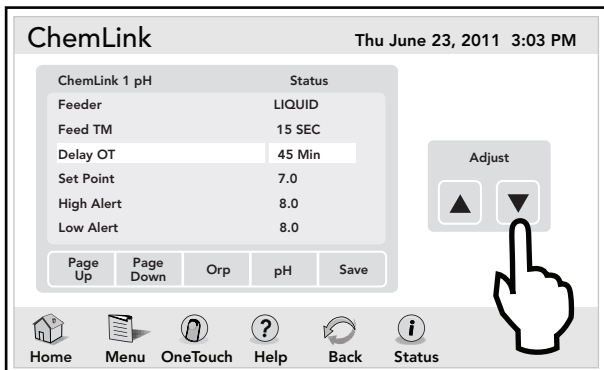 ChemLink
Thu June 23, 2011 3:03 PM
ChemLink 1 pH Status
Feeder LIQUID
Feed TM 15 SEC
Delay OT 45 Min
Set Point 7.0
High Alert 8.0
Low Alert 8.0
Adjust
Page Up
Page Down
Orp
pH
Save
?
i
Home Menu OneTouch Help Back Status